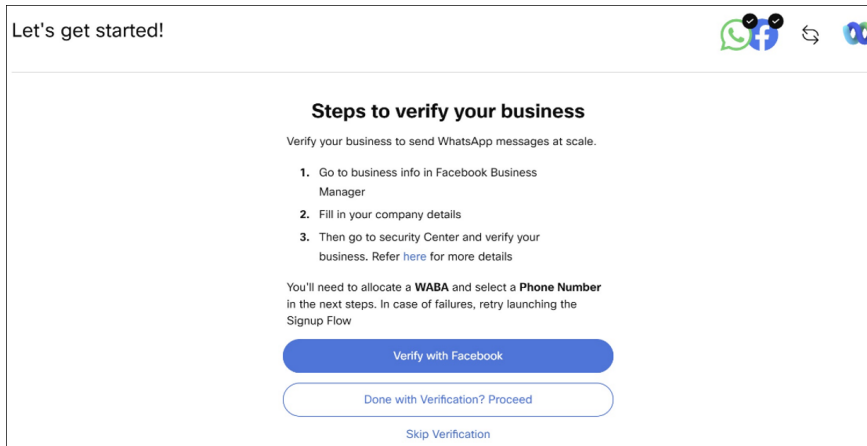 Let's get started!
Steps to verify your business
Verify your business to send WhatsApp messages at scale.
1. Go to business info in Facebook Business
Manager
2. Fill in your company details
3. Then go to security Center and verify your
business. Refer here for more details
You'll need to allocate a WABA and select a Phone Number
in the next steps. In case of failures, retry launching the
Signup Flow
Verify with Facebook
Done with Verification? Proceed
Skip Verification